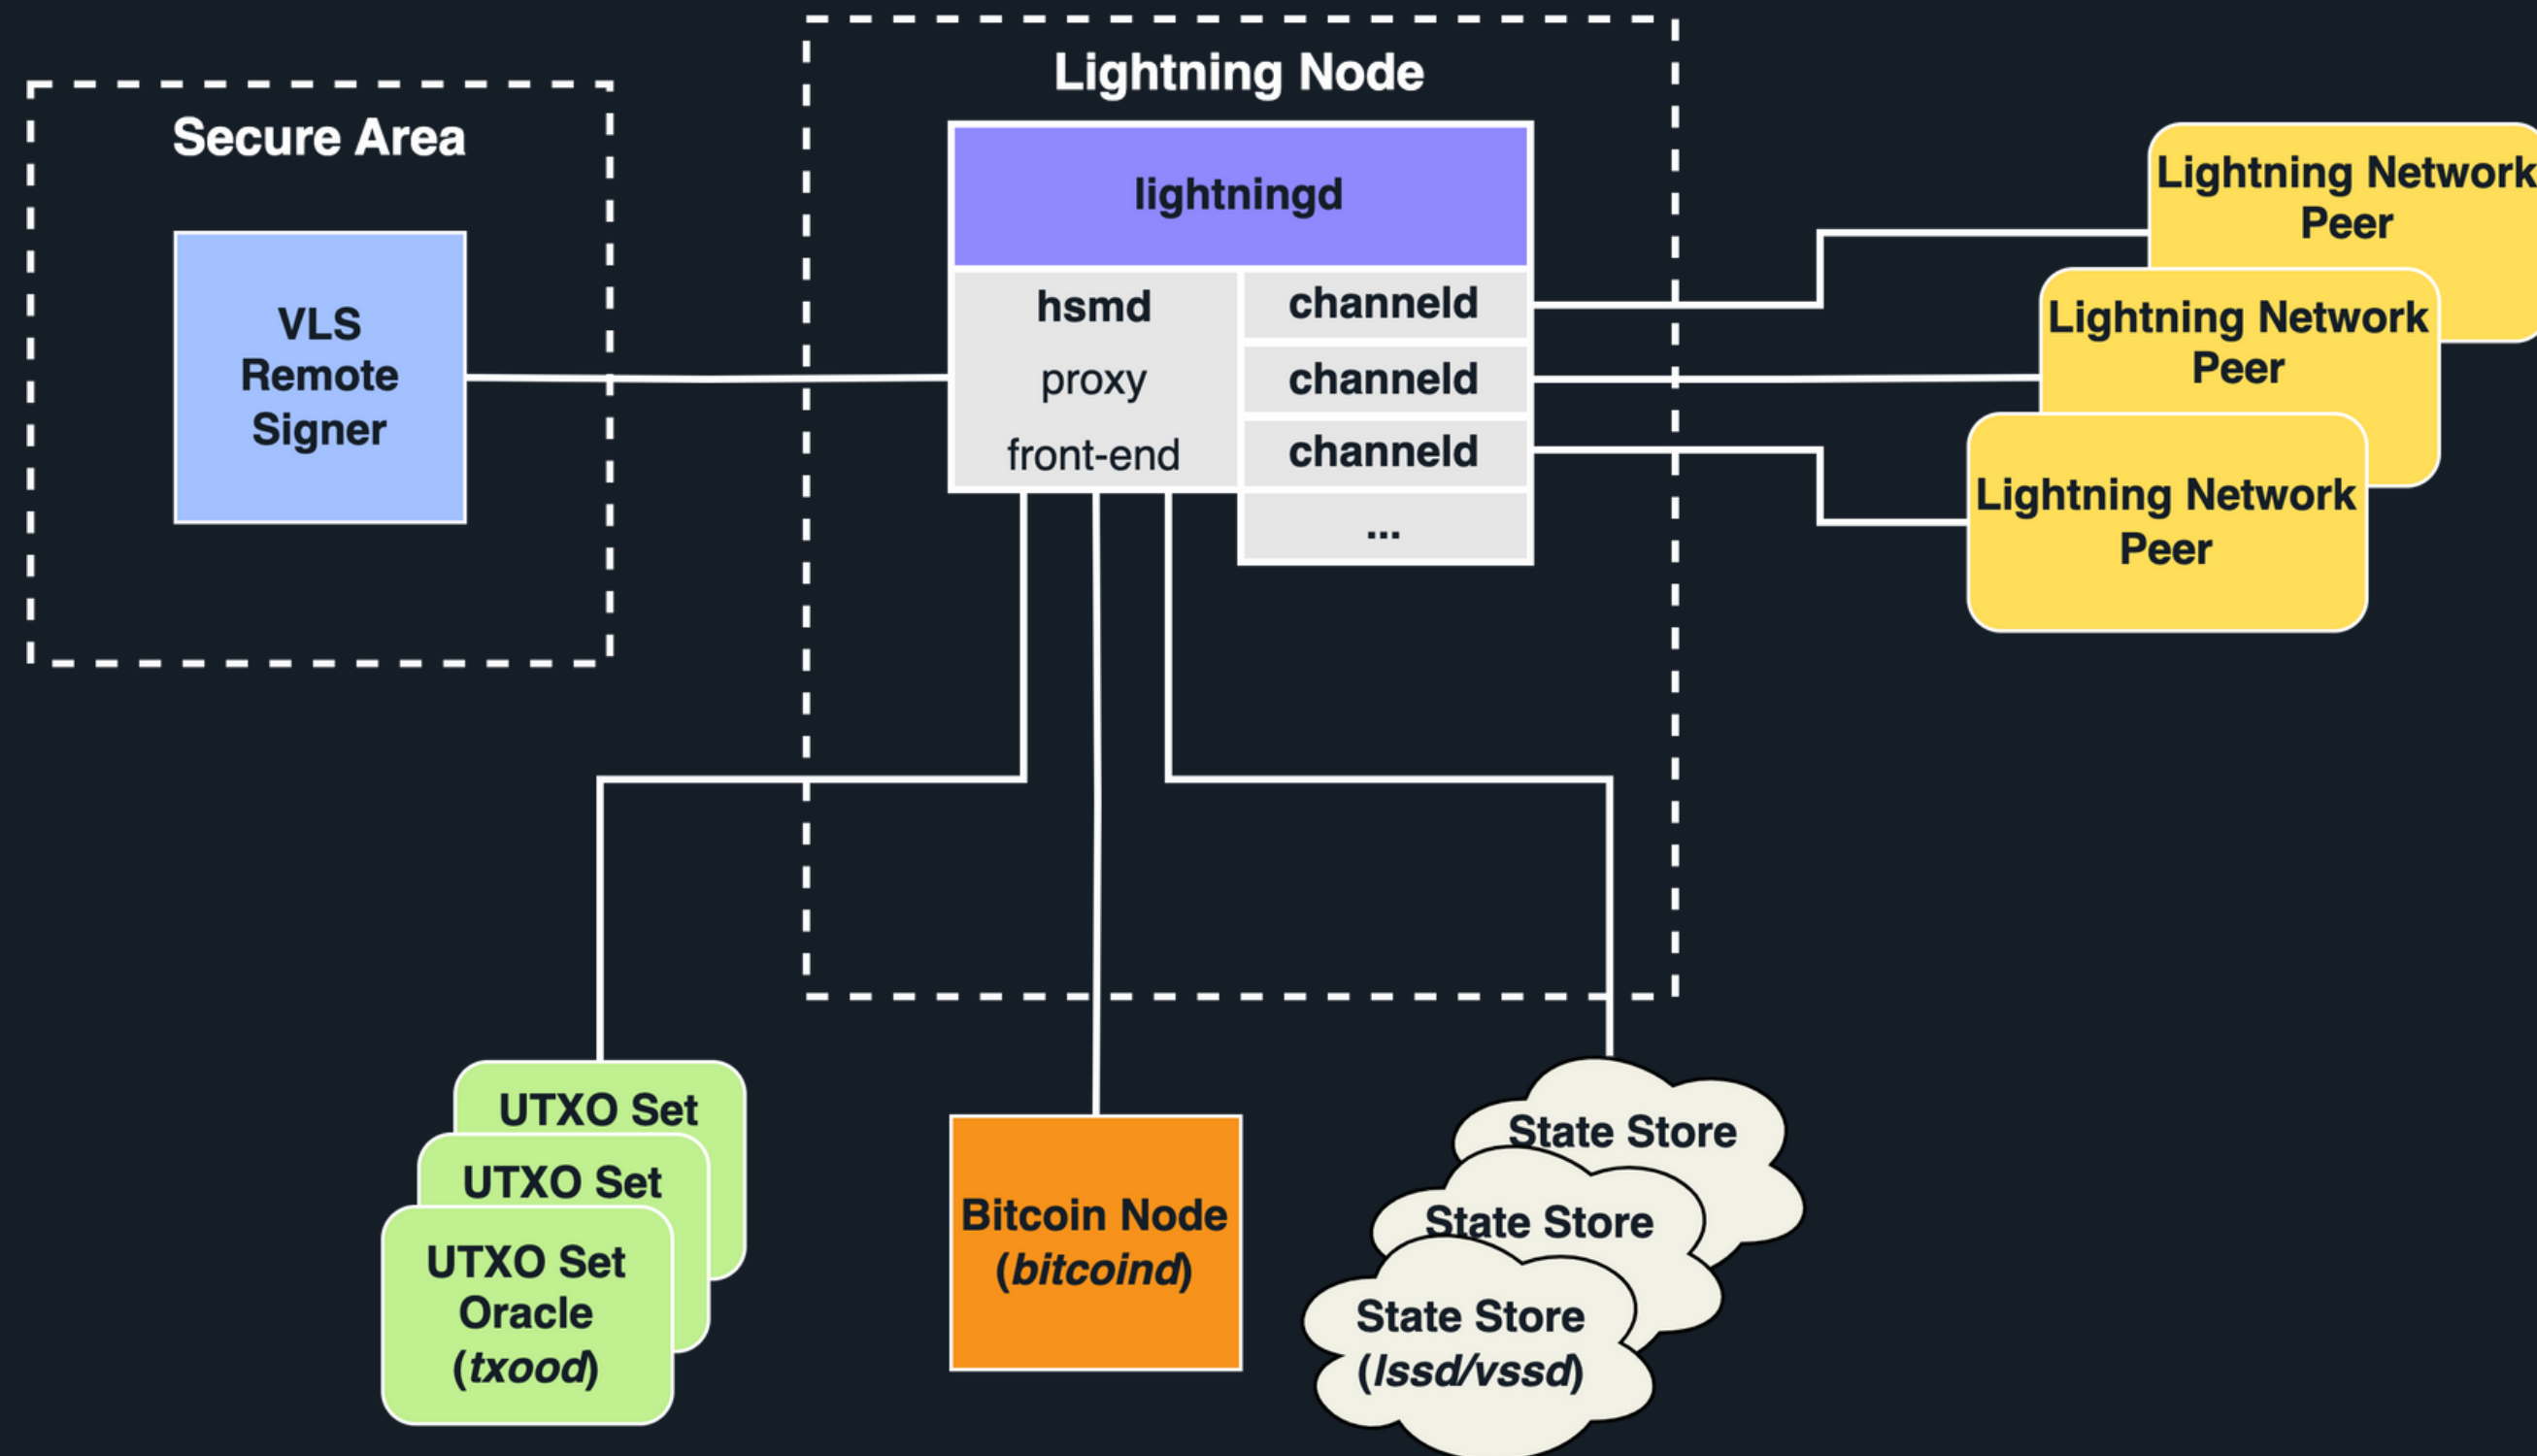 Secure Area
VLS
Remote
Signer
Lightning Node
lightningd
hsmd
proxy
front-end
channeld
channeld
channeld
...
Lightning Network
Peer
Lightning Network
Peer
Lightning Network
Peer
UTXO Set
UTXO Set
UTXO Set
Oracle
(txood)
Bitcoin Node
(bitcoind)
State Store
State Store
State Store
(lssd/vssd)